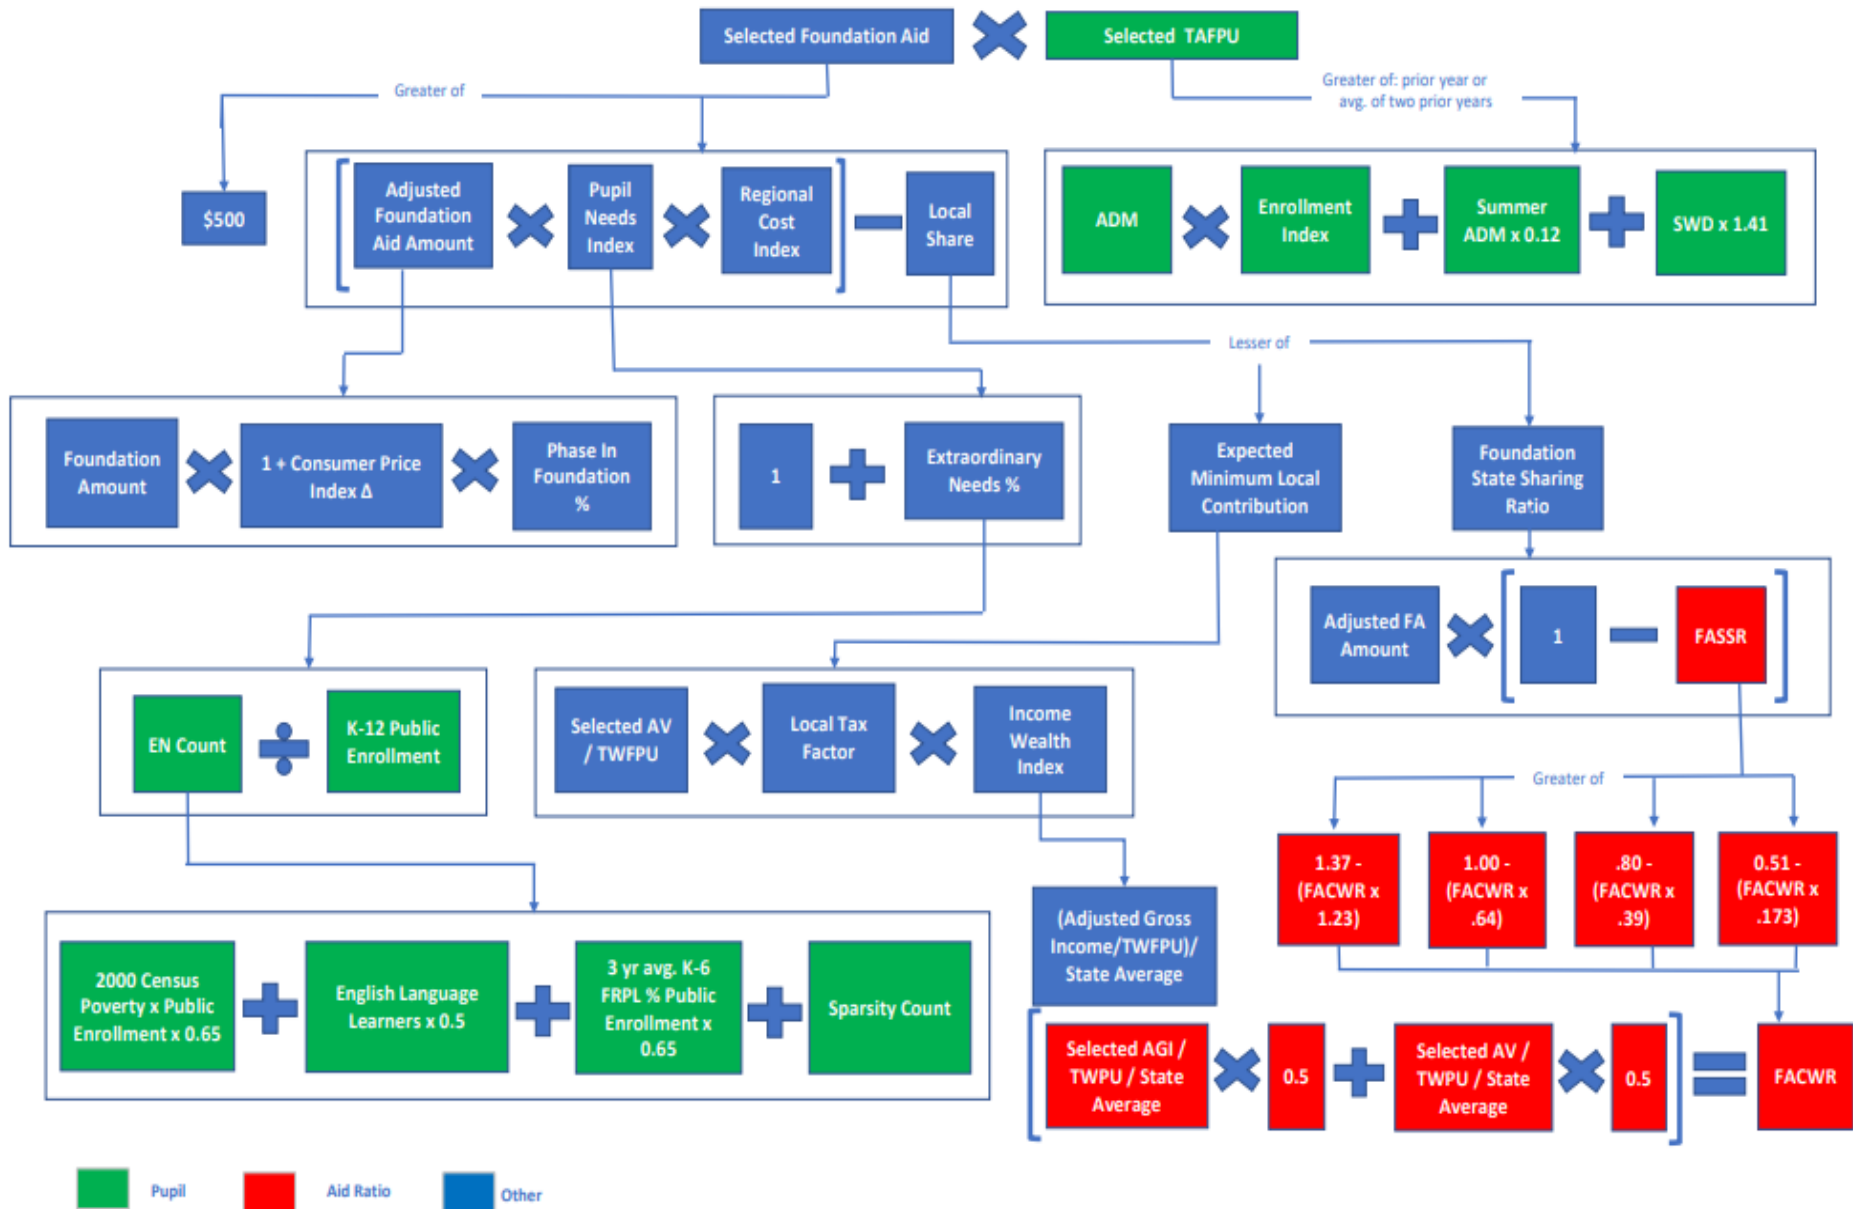 Selected Foundation Aid
Selected TAFPU
Greater of
Greater of: prior year or
avg. of two prior years
$500
Adjusted
Foundation
Aid Amount
Pupil
Needs
Index
Regional
Cost
Index
Local
Share
ADM
Enrollment
Index
Summer
ADM x 0.12
SWD x 1.41
Lesser of
Foundation
Amount
1 + Consumer Price
Index Δ
Phase In
Foundation
%
1
Extraordinary
Needs %
Expected
Minimum Local
Contribution
Foundation
State Sharing
Ratio
Adjusted FA
Amount
1
FASSR
EN Count
K-12 Public
Enrollment
Selected AV
/ TWFPU
Local Tax
Factor
Income
Wealth
Index
Greater of
1.37 -
(FACWR x
1.23)
1.00 -
(FACWR x
.64)
.80 -
(FACWR x
.39)
0.51 -
(FACWR x
.173)
(Adjusted Gross
Income/TWFPU)/
State Average
2000 Census
Poverty x Public
Enrollment x 0.65
English Language
Learners x 0.5
3 yr avg. K-6
FRPL % Public
Enrollment x
0.65
Sparsity Count
Selected AGI /
TWPU / State
Average
0.5
Selected AV /
TWPU / State
Average
0.5
FACWR
Pupil
Aid Ratio
Other